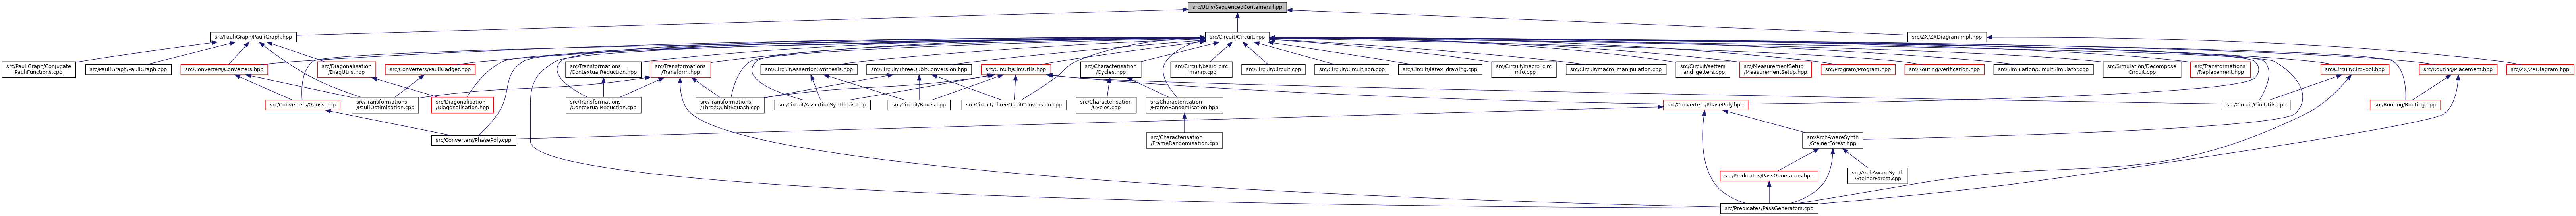 src/Utils/SequencedContainers.hpp
src/PauliGraph/PauliGraph.hpp
src/Circuit/Circuit.hpp
src/ZX/ZXDiagramImpl.hpp
src/PauliGraph/Conjugate
PauliFunctions.cpp
src/PauliGraph/PauliGraph.cpp
src/Converters/Converters.hpp
src/Diagonalisation
/DiagUtils.hpp
src/Converters/PauliGadget.hpp
src/Transformations
/ContextualReduction.hpp
src/Transformations
/Transform.hpp
src/Circuit/AssertionSynthesis.hpp
src/Circuit/ThreeQubitConversion.hpp
src/Circuit/CircUtils.hpp
src/Characterisation
/Cycles.hpp
src/Circuit/basic_circ
_manip.cpp
src/Circuit/Circuit.cpp
src/Circuit/CircuitJson.cpp
src/Circuit/latex_drawing.cpp
src/Circuit/macro_circ
_info.cpp
src/Circuit/macro_manipulation.cpp
src/Circuit/setters
_and_getters.cpp
src/MeasurementSetup
/MeasurementSetup.hpp
src/Program/Program.hpp
src/Routing/Verification.hpp
src/Simulation/CircuitSimulator.cpp
src/Simulation/Decompose
Circuit.cpp
src/Transformations
/Replacement.hpp
src/Circuit/CircPool.hpp
src/Routing/Placement.hpp
src/ZX/ZXDiagram.hpp
src/Converters/Gauss.hpp
src/Transformations
/PauliOptimisation.cpp
src/Diagonalisation
/Diagonalisation.hpp
src/Transformations
/ContextualReduction.cpp
src/Transformations
/ThreeQubitSquash.cpp
src/Circuit/AssertionSynthesis.cpp
src/Circuit/Boxes.cpp
src/Circuit/ThreeQubitConversion.cpp
src/Characterisation
/Cycles.cpp
src/Characterisation
/FrameRandomisation.hpp
src/Converters/PhasePoly.hpp
src/Circuit/CircUtils.cpp
src/Routing/Routing.hpp
src/Converters/PhasePoly.cpp
src/Characterisation
/FrameRandomisation.cpp
src/ArchAwareSynth
/SteinerForest.hpp
src/Predicates/PassGenerators.hpp
src/ArchAwareSynth
/SteinerForest.cpp
src/Predicates/PassGenerators.cpp